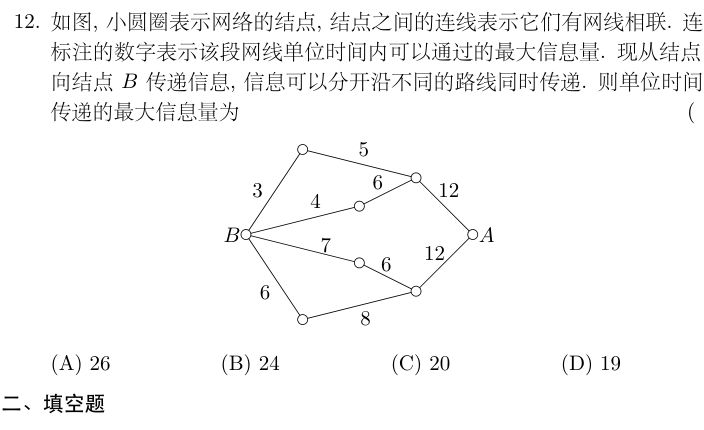 12. 如图, 小圆圈表示网络的结点, 结点之间的连线表示它们有网线相联. 连
标注的数字表示该段网线单位时间内可以通过的最大信息量. 现从结点
向结点 B 传递信息, 信息可以分开沿不同的路线同时传递. 则单位时间
传递的最大信息量为 (
5
3
6
12
4
B
A
7
12
6
6
8
(A) 26 (B) 24 (C) 20 (D) 19
二、填空题